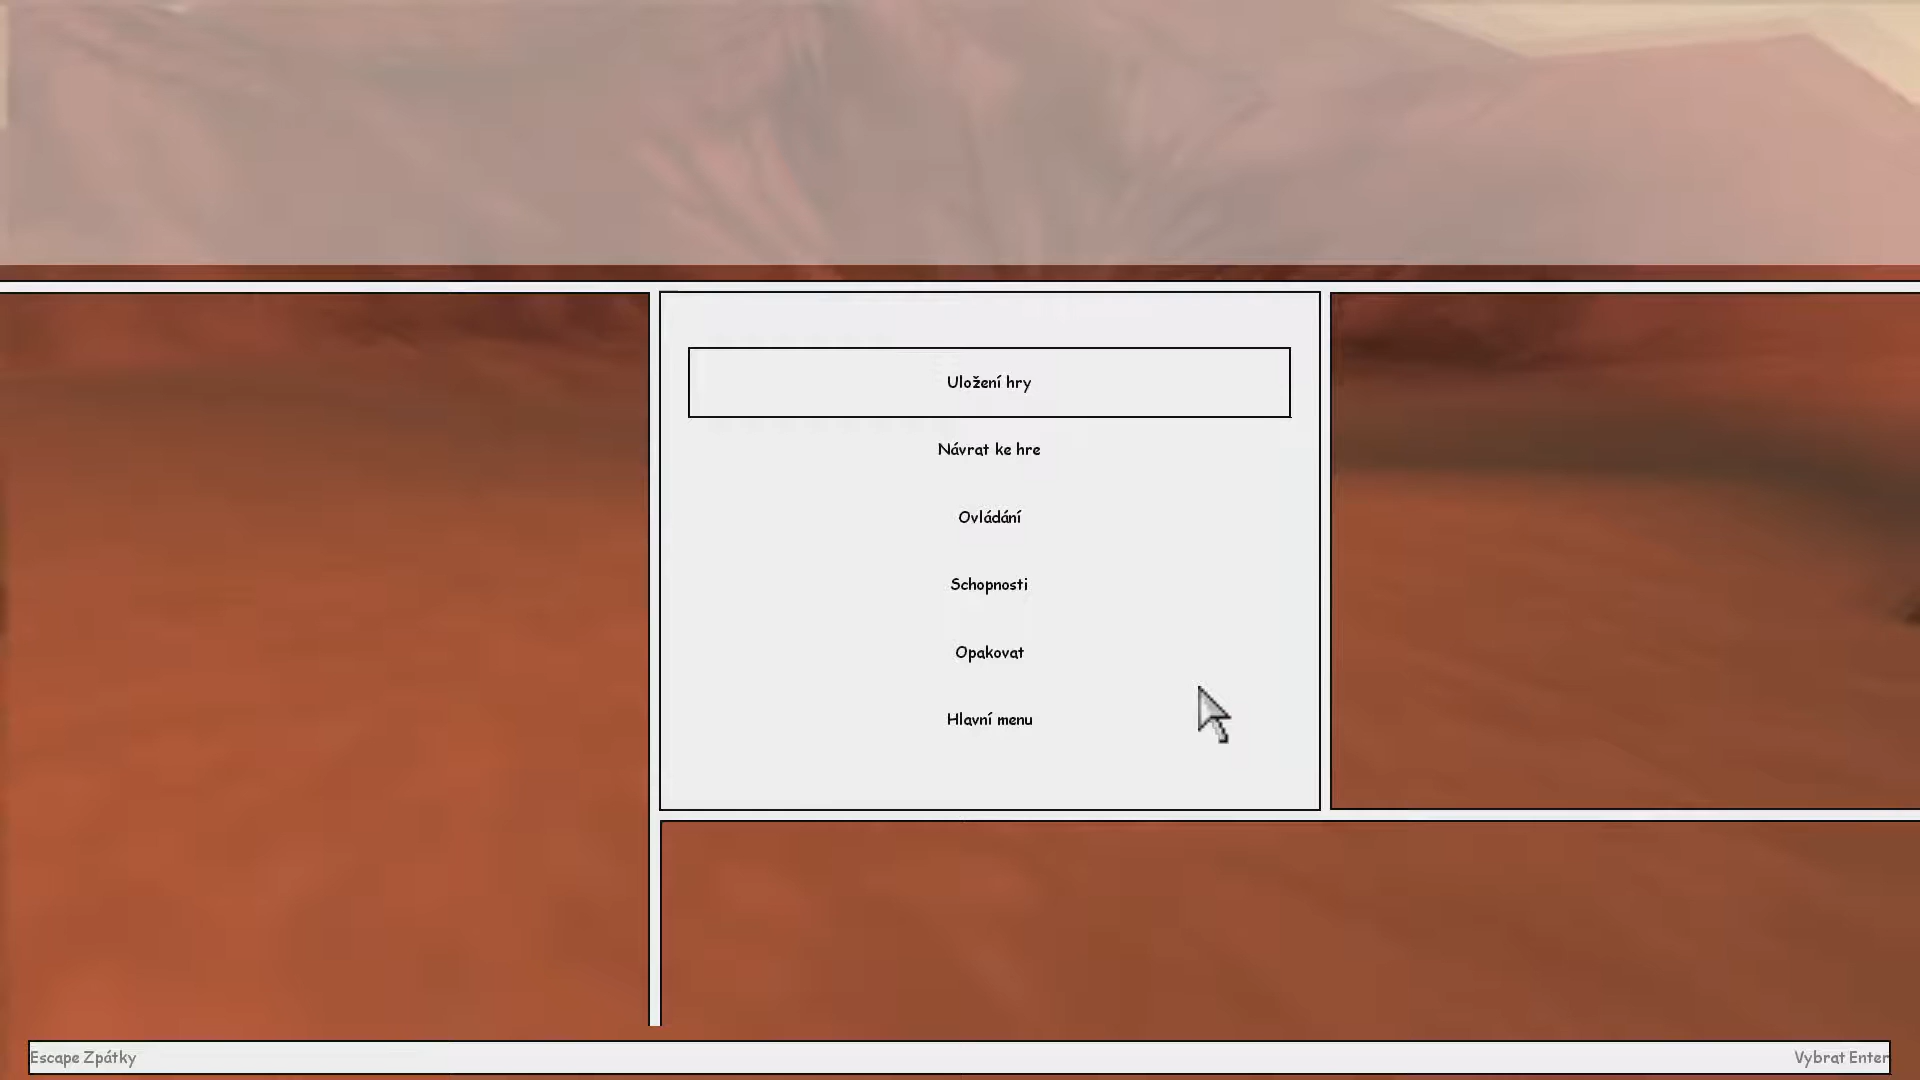 Uložení hry
Návrat ke hre
Ovládání
Schopnosti
Opakovat
Hlavní menu
Escape Zpátky
Vybrat Enter